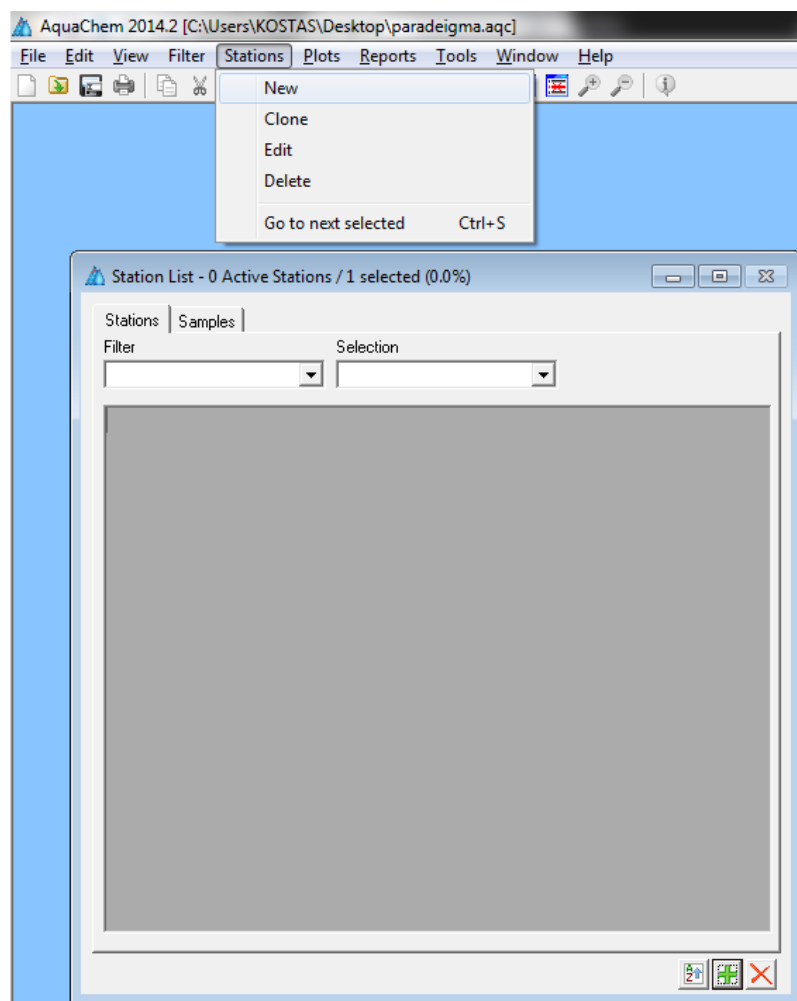 AquaChem 2014.2 [C:\Users\KOSTAS\Desktop\paradeigma.aqc]
File Edit View Filter Stations Plots Reports Tools Window Help
New
Clone
Edit
Delete
Go to next selected Ctrl+S
Station List - 0 Active Stations / 1 selected (0.0%)
Stations Samples
Filter Selection